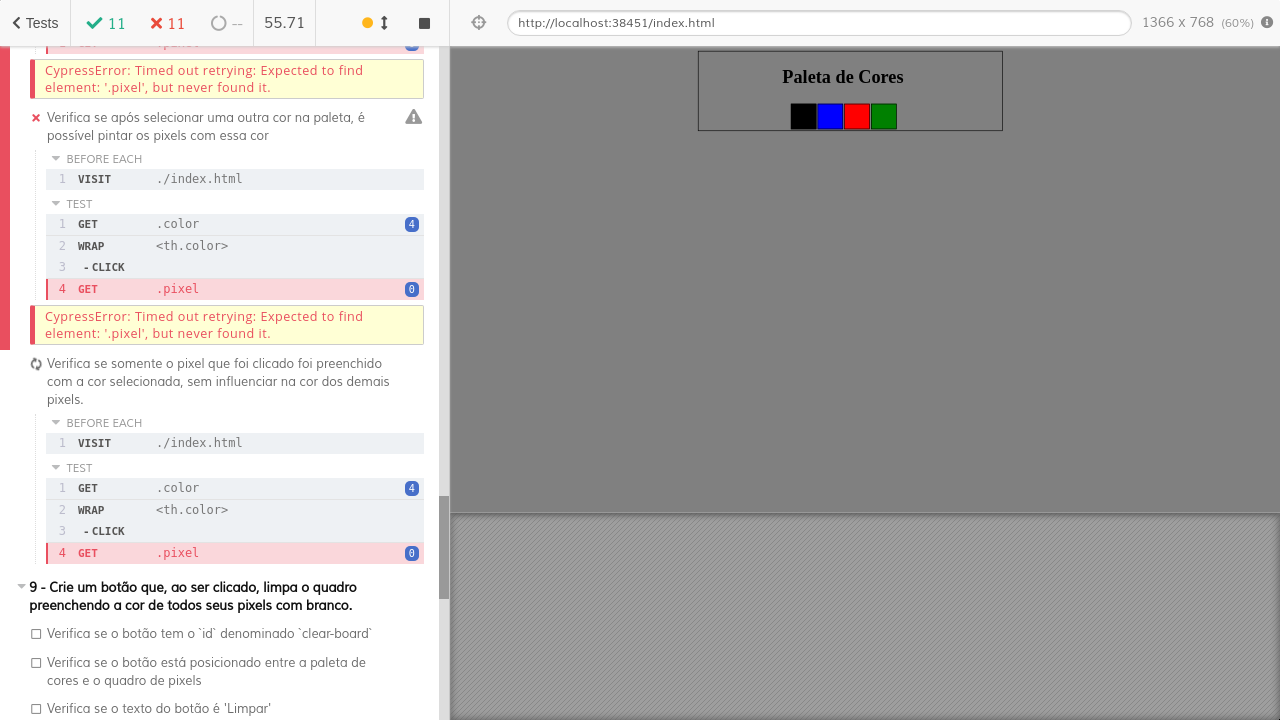 Tests 11 11 -- 55.71 http://localhost:38451/index.html 1366 x 768 (60%)
CypressError: Timed out retrying: Expected to find
element: '.pixel', but never found it.
Verifica se após selecionar uma outra cor na paleta, é
possível pintar os pixels com essa cor
BEFORE EACH
1 VISIT ./index.html
TEST
1 GET .color 4
2 WRAP <th.color>
3 -CLICK
4 GET .pixel 0
CypressError: Timed out retrying: Expected to find
element: '.pixel', but never found it.
Verifica se somente o pixel que foi clicado foi preenchido
com a cor selecionada, sem influenciar na cor dos demais
pixels.
BEFORE EACH
1 VISIT ./index.html
TEST
1 GET .color 4
2 WRAP <th.color>
3 -CLICK
4 GET .pixel 0
9 - Crie um botão que, ao ser clicado, limpa o quadro
preenchendo a cor de todos seus pixels com branco.
Verifica se o botão tem o `id` denominado `clear-board`
Verifica se o botão está posicionado entre a paleta de
cores e o quadro de pixels
Verifica se o texto do botão é 'Limpar'
Paleta de Cores